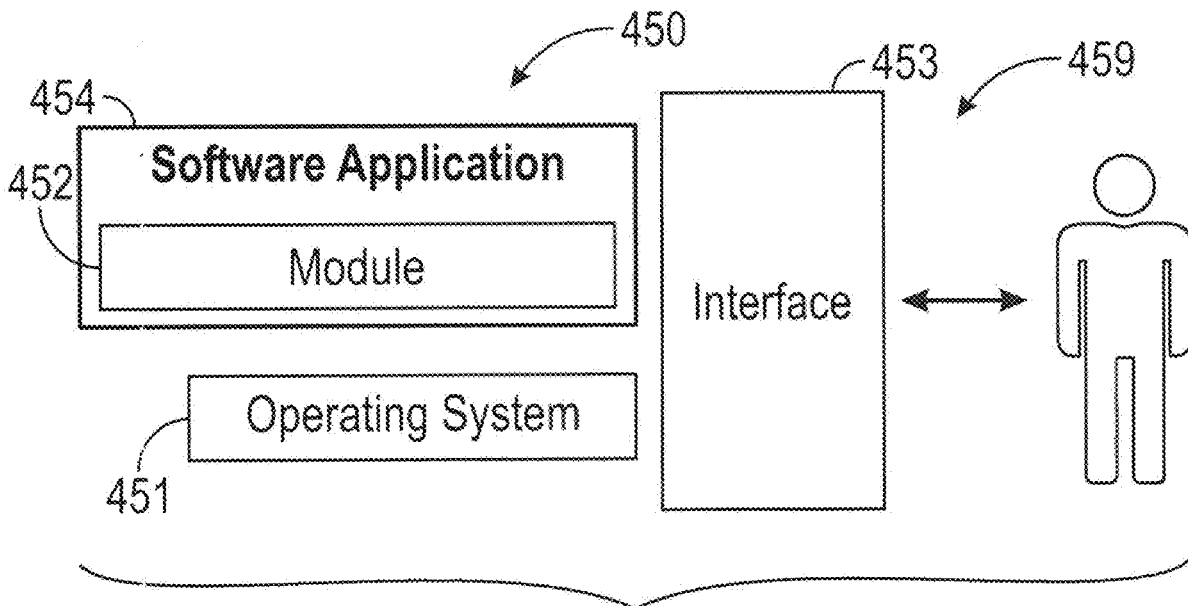 450
453
459
454
Software Application
452
Module
Interface
Operating System
451